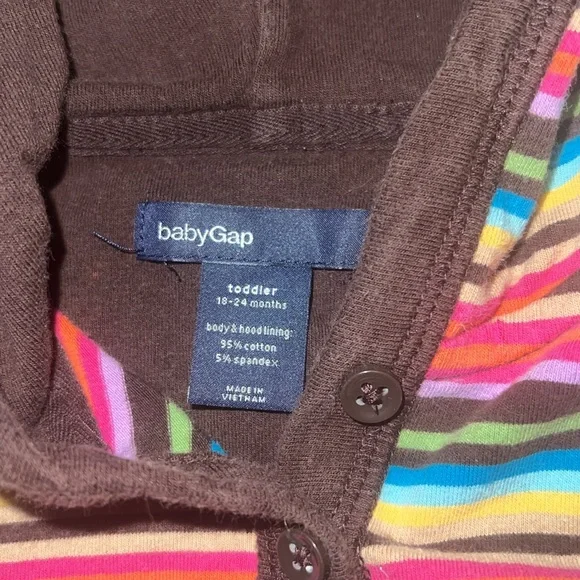 babyGap
toddler
18-24 months
body & hood lining:
95% cotton
5% spandex
MADE IN
VIETNAM